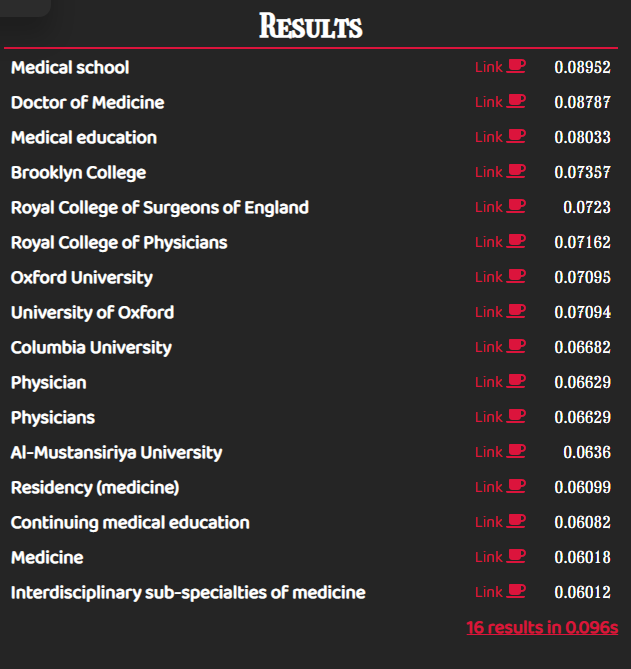 Results
Medical school Link 0.08952
Doctor of Medicine Link 0.08787
Medical education Link 0.08033
Brooklyn College Link 0.07357
Royal College of Surgeons of England Link 0.0723
Royal College of Physicians Link 0.07162
Oxford University Link 0.07095
University of Oxford Link 0.07094
Columbia University Link 0.06682
Physician Link 0.06629
Physicians Link 0.06629
Al-Mustansiriya University Link 0.0636
Residency (medicine) Link 0.06099
Continuing medical education Link 0.06082
Medicine Link 0.06018
Interdisciplinary sub-specialties of medicine Link 0.06012
16 results in 0.096s